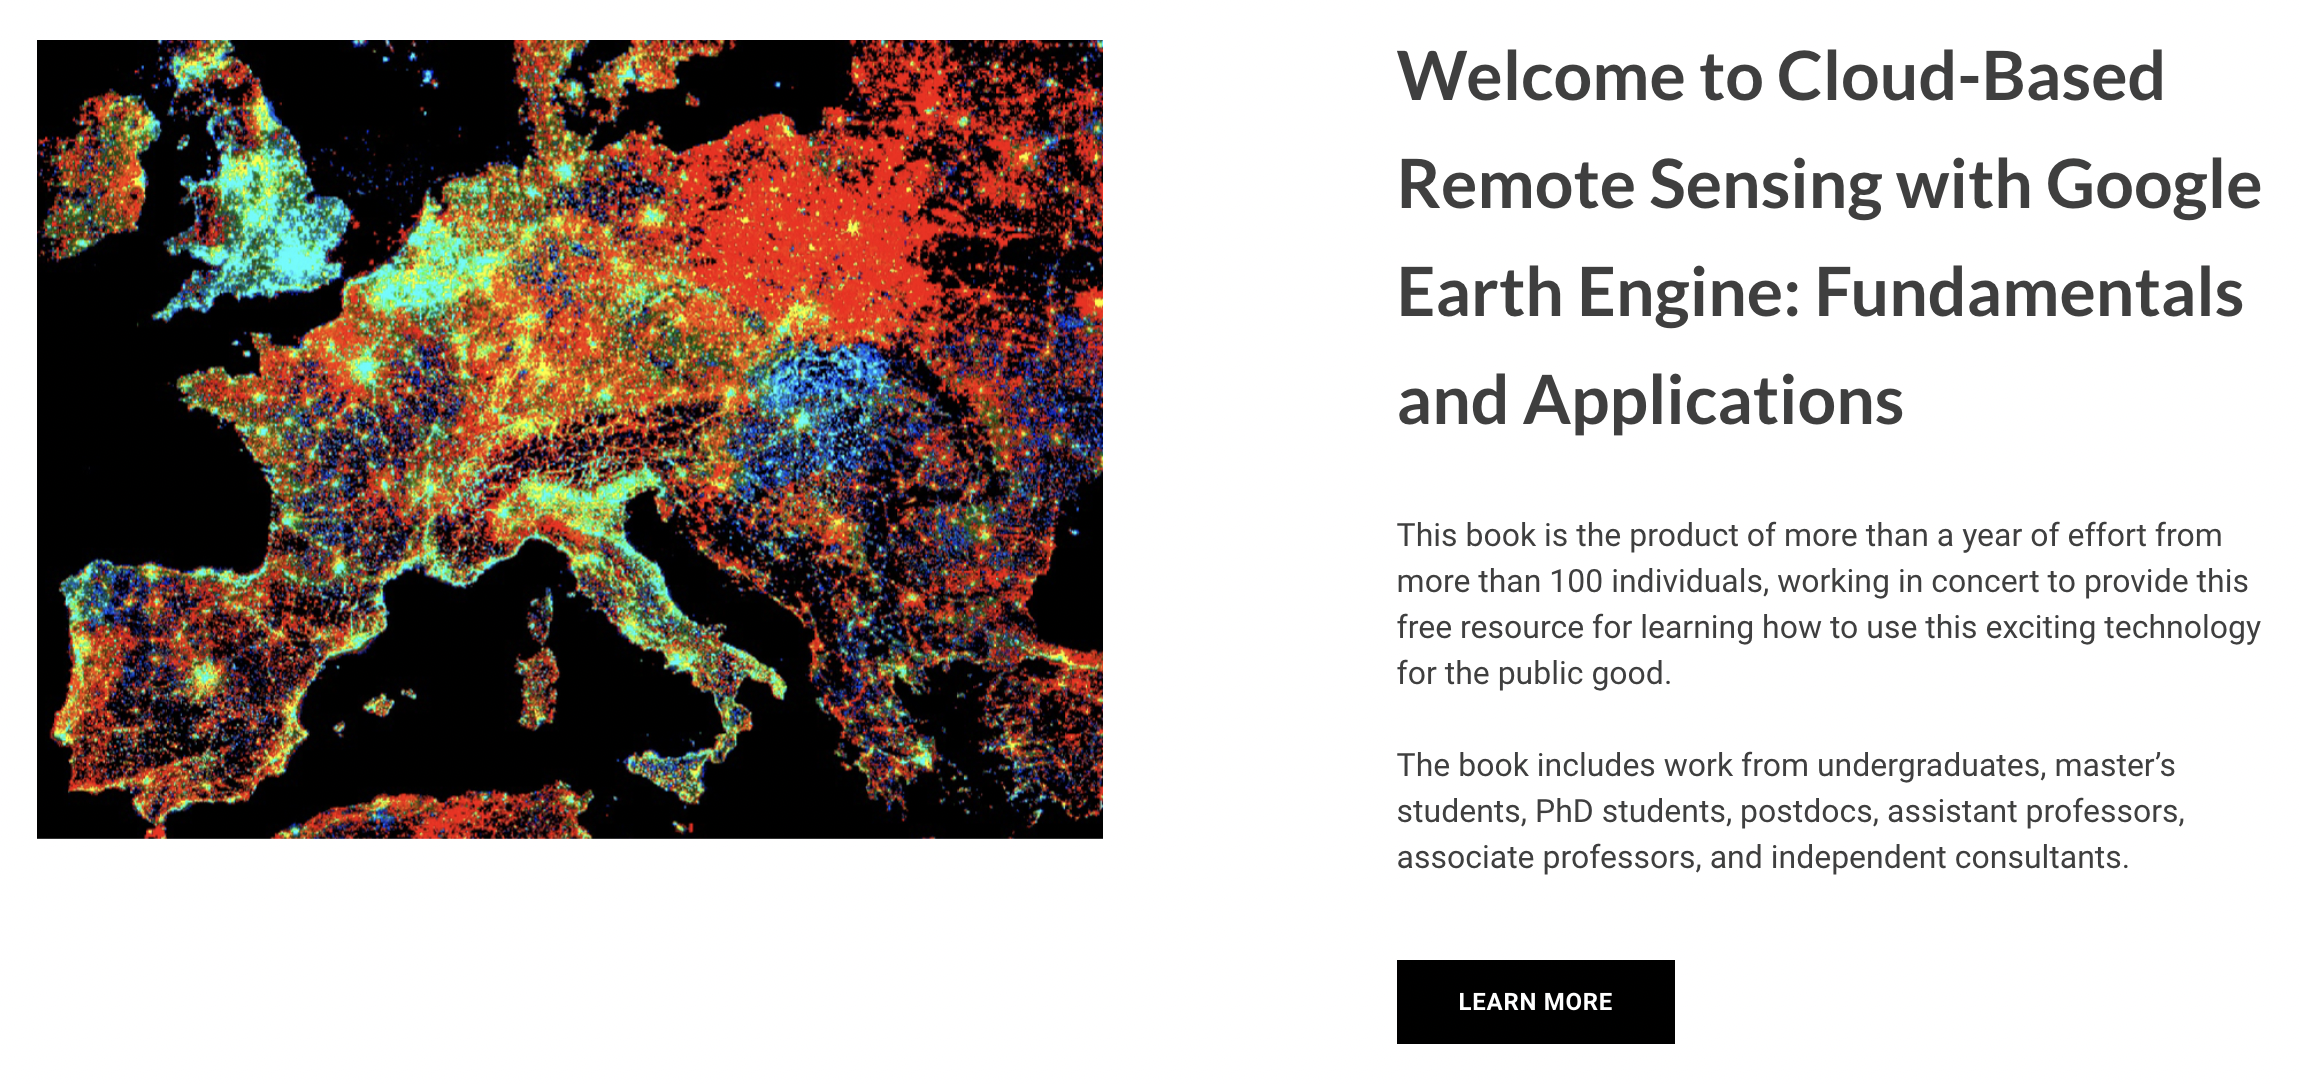 Welcome to Cloud-Based
Remote Sensing with Google
Earth Engine: Fundamentals
and Applications
This book is the product of more than a year of effort from
more than 100 individuals, working in concert to provide this
free resource for learning how to use this exciting technology
for the public good.
The book includes work from undergraduates, master’s
students, PhD students, postdocs, assistant professors,
associate professors, and independent consultants.
LEARN MORE